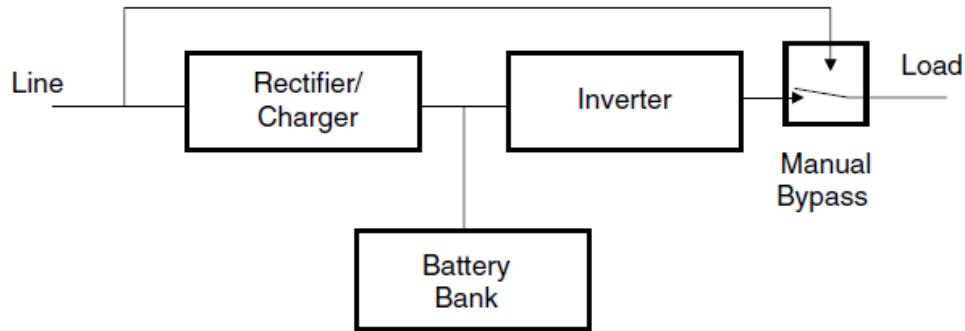 Line
Rectifier/
Charger
Inverter
Load
Manual
Bypass
Battery
Bank